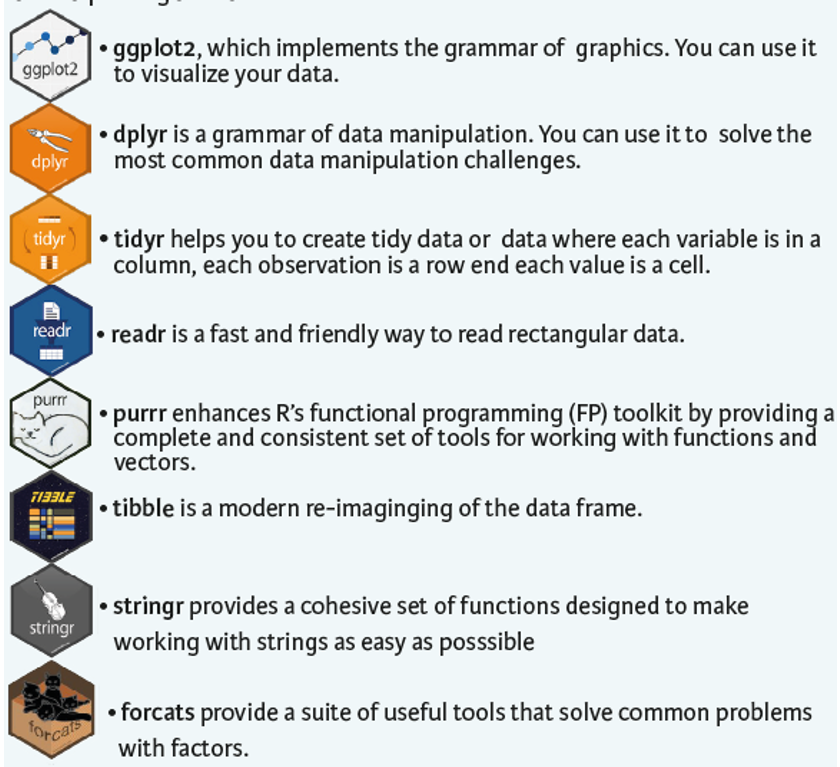 ggplot2
• ggplot2, which implements the grammar of graphics. You can use it
to visualize your data.
dplyr
• dplyr is a grammar of data manipulation. You can use it to solve the
most common data manipulation challenges.
tidyr
• tidyr helps you to create tidy data or data where each variable is in a
column, each observation is a row end each value is a cell.
readr
• readr is a fast and friendly way to read rectangular data.
purrr
• purrr enhances R's functional programming (FP) toolkit by providing a
complete and consistent set of tools for working with functions and
vectors.
TIBBLE
• tibble is a modern re-imaginging of the data frame.
stringr
• stringr provides a cohesive set of functions designed to make
working with strings as easy as posssible
forcats
• forcats provide a suite of useful tools that solve common problems
with factors.